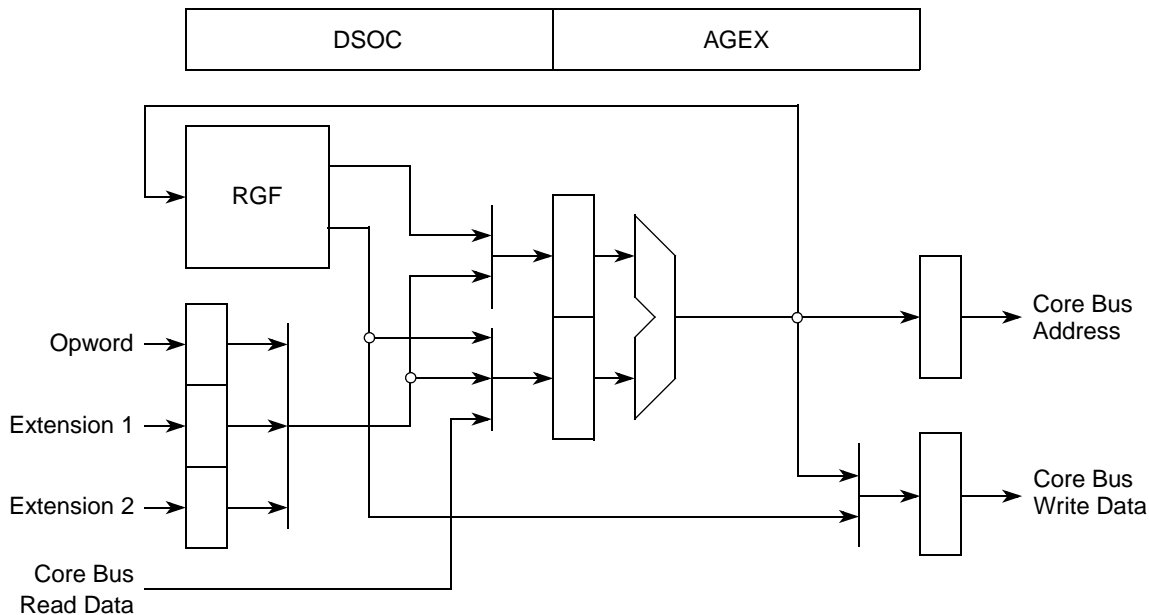 DSOC
AGEX
RGF
Opword
Extension 1
Extension 2
Core Bus
Read Data
Core Bus
Address
Core Bus
Write Data